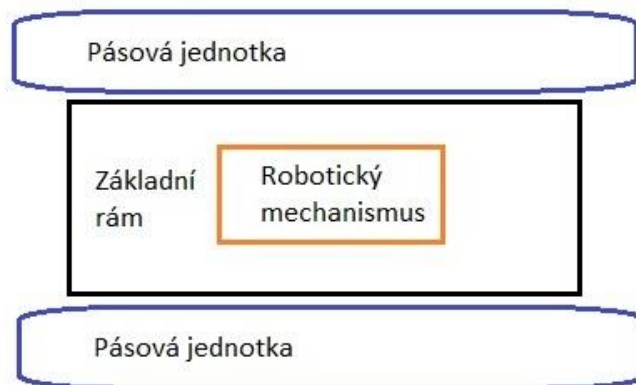 Pásová jednotka
Základní
rám
Robotický
mechanismus
Pásová jednotka